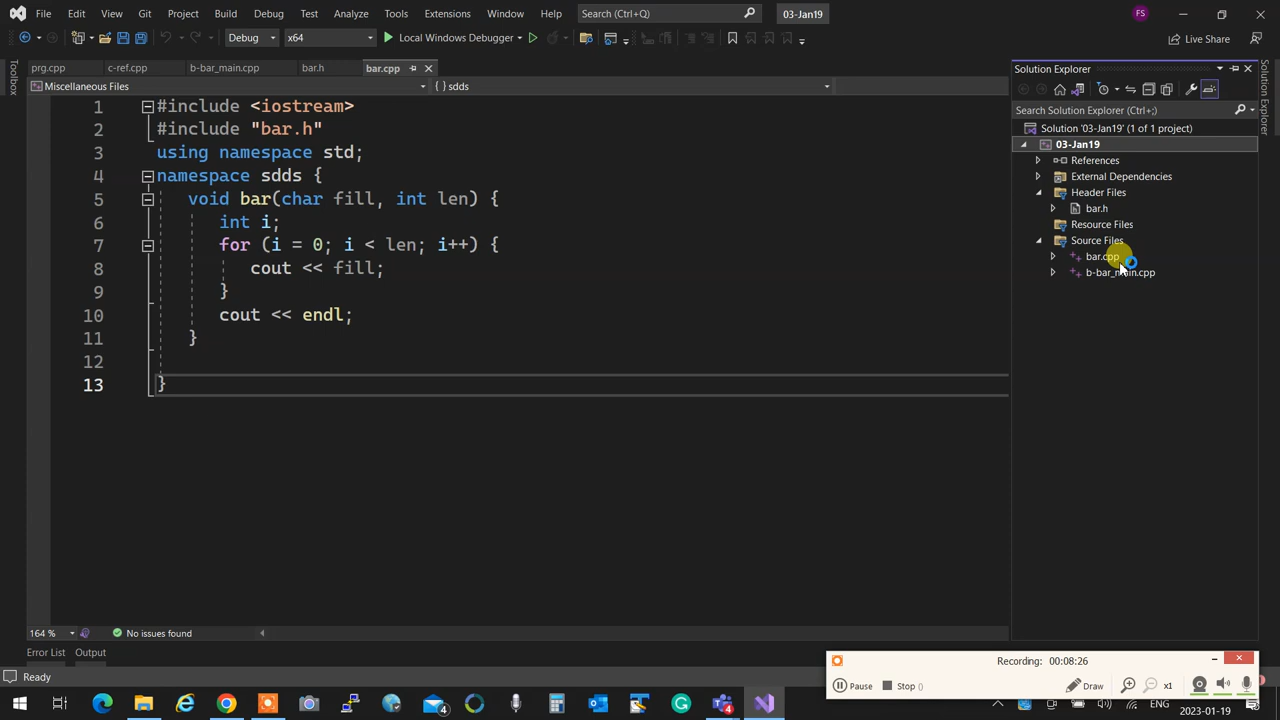 File Edit View Git Project Build Debug Test Analyze Tools Extensions Window Help Search (Ctrl+Q) 03-Jan19 FS
Debug x64 Local Windows Debugger Live Share
Toolbox
prg.cpp c-ref.cpp b-bar_main.cpp bar.h bar.cpp
Miscellaneous Files { } sdds
1 #include <iostream>
2 #include "bar.h"
3 using namespace std;
4 namespace sdds {
5 void bar(char fill, int len) {
6 int i;
7 for (i = 0; i < len; i++) {
8 cout << fill;
9 }
10 cout << endl;
11 }
12
13 }
164 % No issues found
Error List Output
Ready
Solution Explorer
Search Solution Explorer (Ctrl+;)
Solution '03-Jan19' (1 of 1 project)
03-Jan19
References
External Dependencies
Header Files
bar.h
Resource Files
Source Files
bar.cpp
b-bar_main.cpp
Solution Explorer
Recording: 00:08:26
Pause Stop () Draw x1
4 4 ENG 2023-01-19